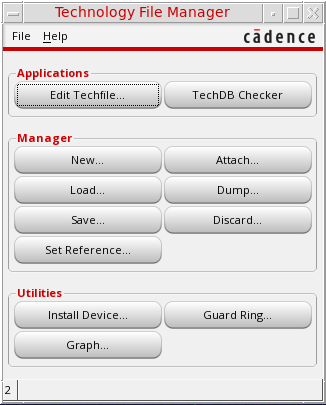 Technology File Manager
File Help cādence
Applications
Edit Techfile... TechDB Checker
Manager
New... Attach...
Load... Dump...
Save... Discard...
Set Reference...
Utilities
Install Device... Guard Ring...
Graph...
2